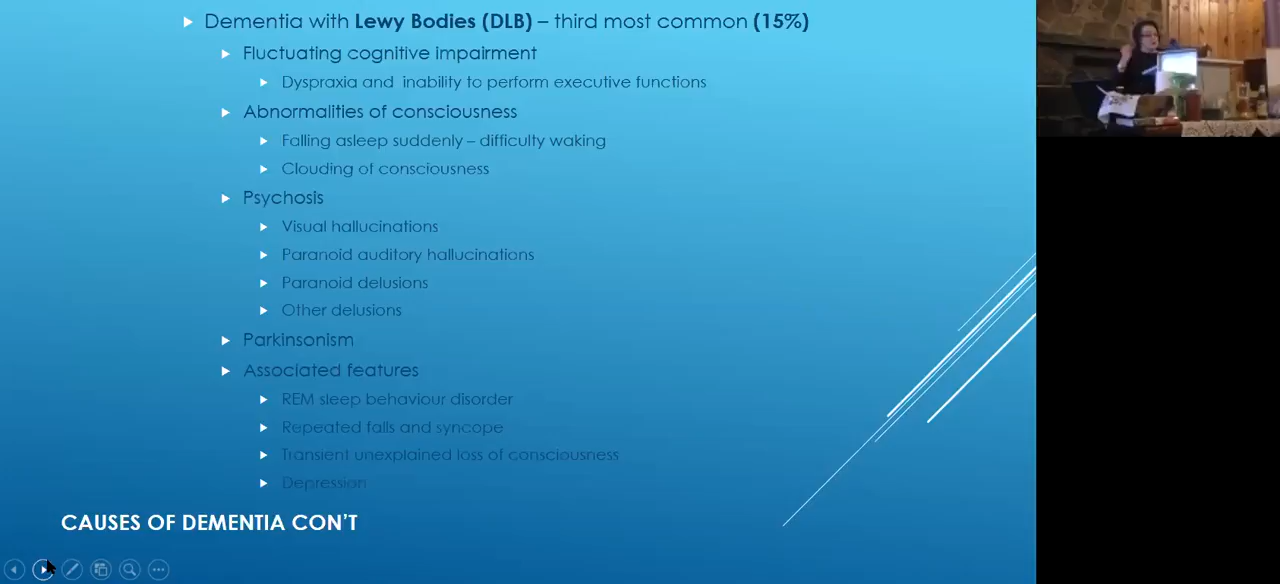 Dementia with Lewy Bodies (DLB) – third most common (15%)
Fluctuating cognitive impairment
Dyspraxia and inability to perform executive functions
Abnormalities of consciousness
Falling asleep suddenly – difficulty waking
Clouding of consciousness
Psychosis
Visual hallucinations
Paranoid auditory hallucinations
Paranoid delusions
Other delusions
Parkinsonism
Associated features
REM sleep behaviour disorder
Repeated falls and syncope
Transient unexplained loss of consciousness
Depression
CAUSES OF DEMENTIA CON'T